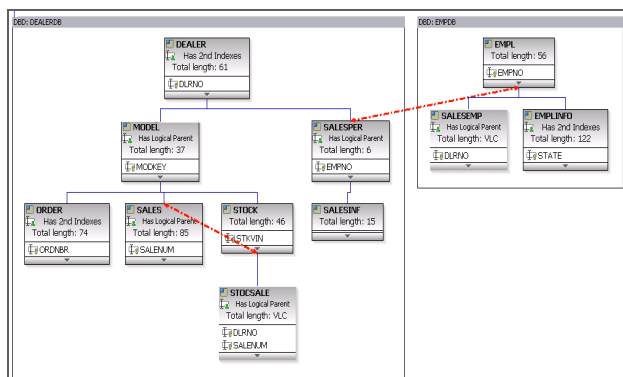 DBD: DEALERDB
DBD: EMPDB
DEALER
Has 2nd Indexes
Total length: 61
DLRNO
EMPL
Total length: 56
EMPNO
MODEL
Has Logical Parent
Total length: 37
MODKEY
SALESPER
Has Logical Parent
Total length: 6
EMPNO
SALESEMP
Has Logical Parent
Total length: VLC
DLRNO
EMPLINFO
Has 2nd Indexes
Total length: 122
STATE
ORDER
Has 2nd Indexes
Total length: 74
ORDNBR
SALES
Has Logical Parent
Total length: 85
SALENUM
STOCK
Total length: 46
STKVIN
SALESINF
Total length: 15
STOCSALE
Has Logical Parent
Total length: VLC
DLRNO
SALENUM